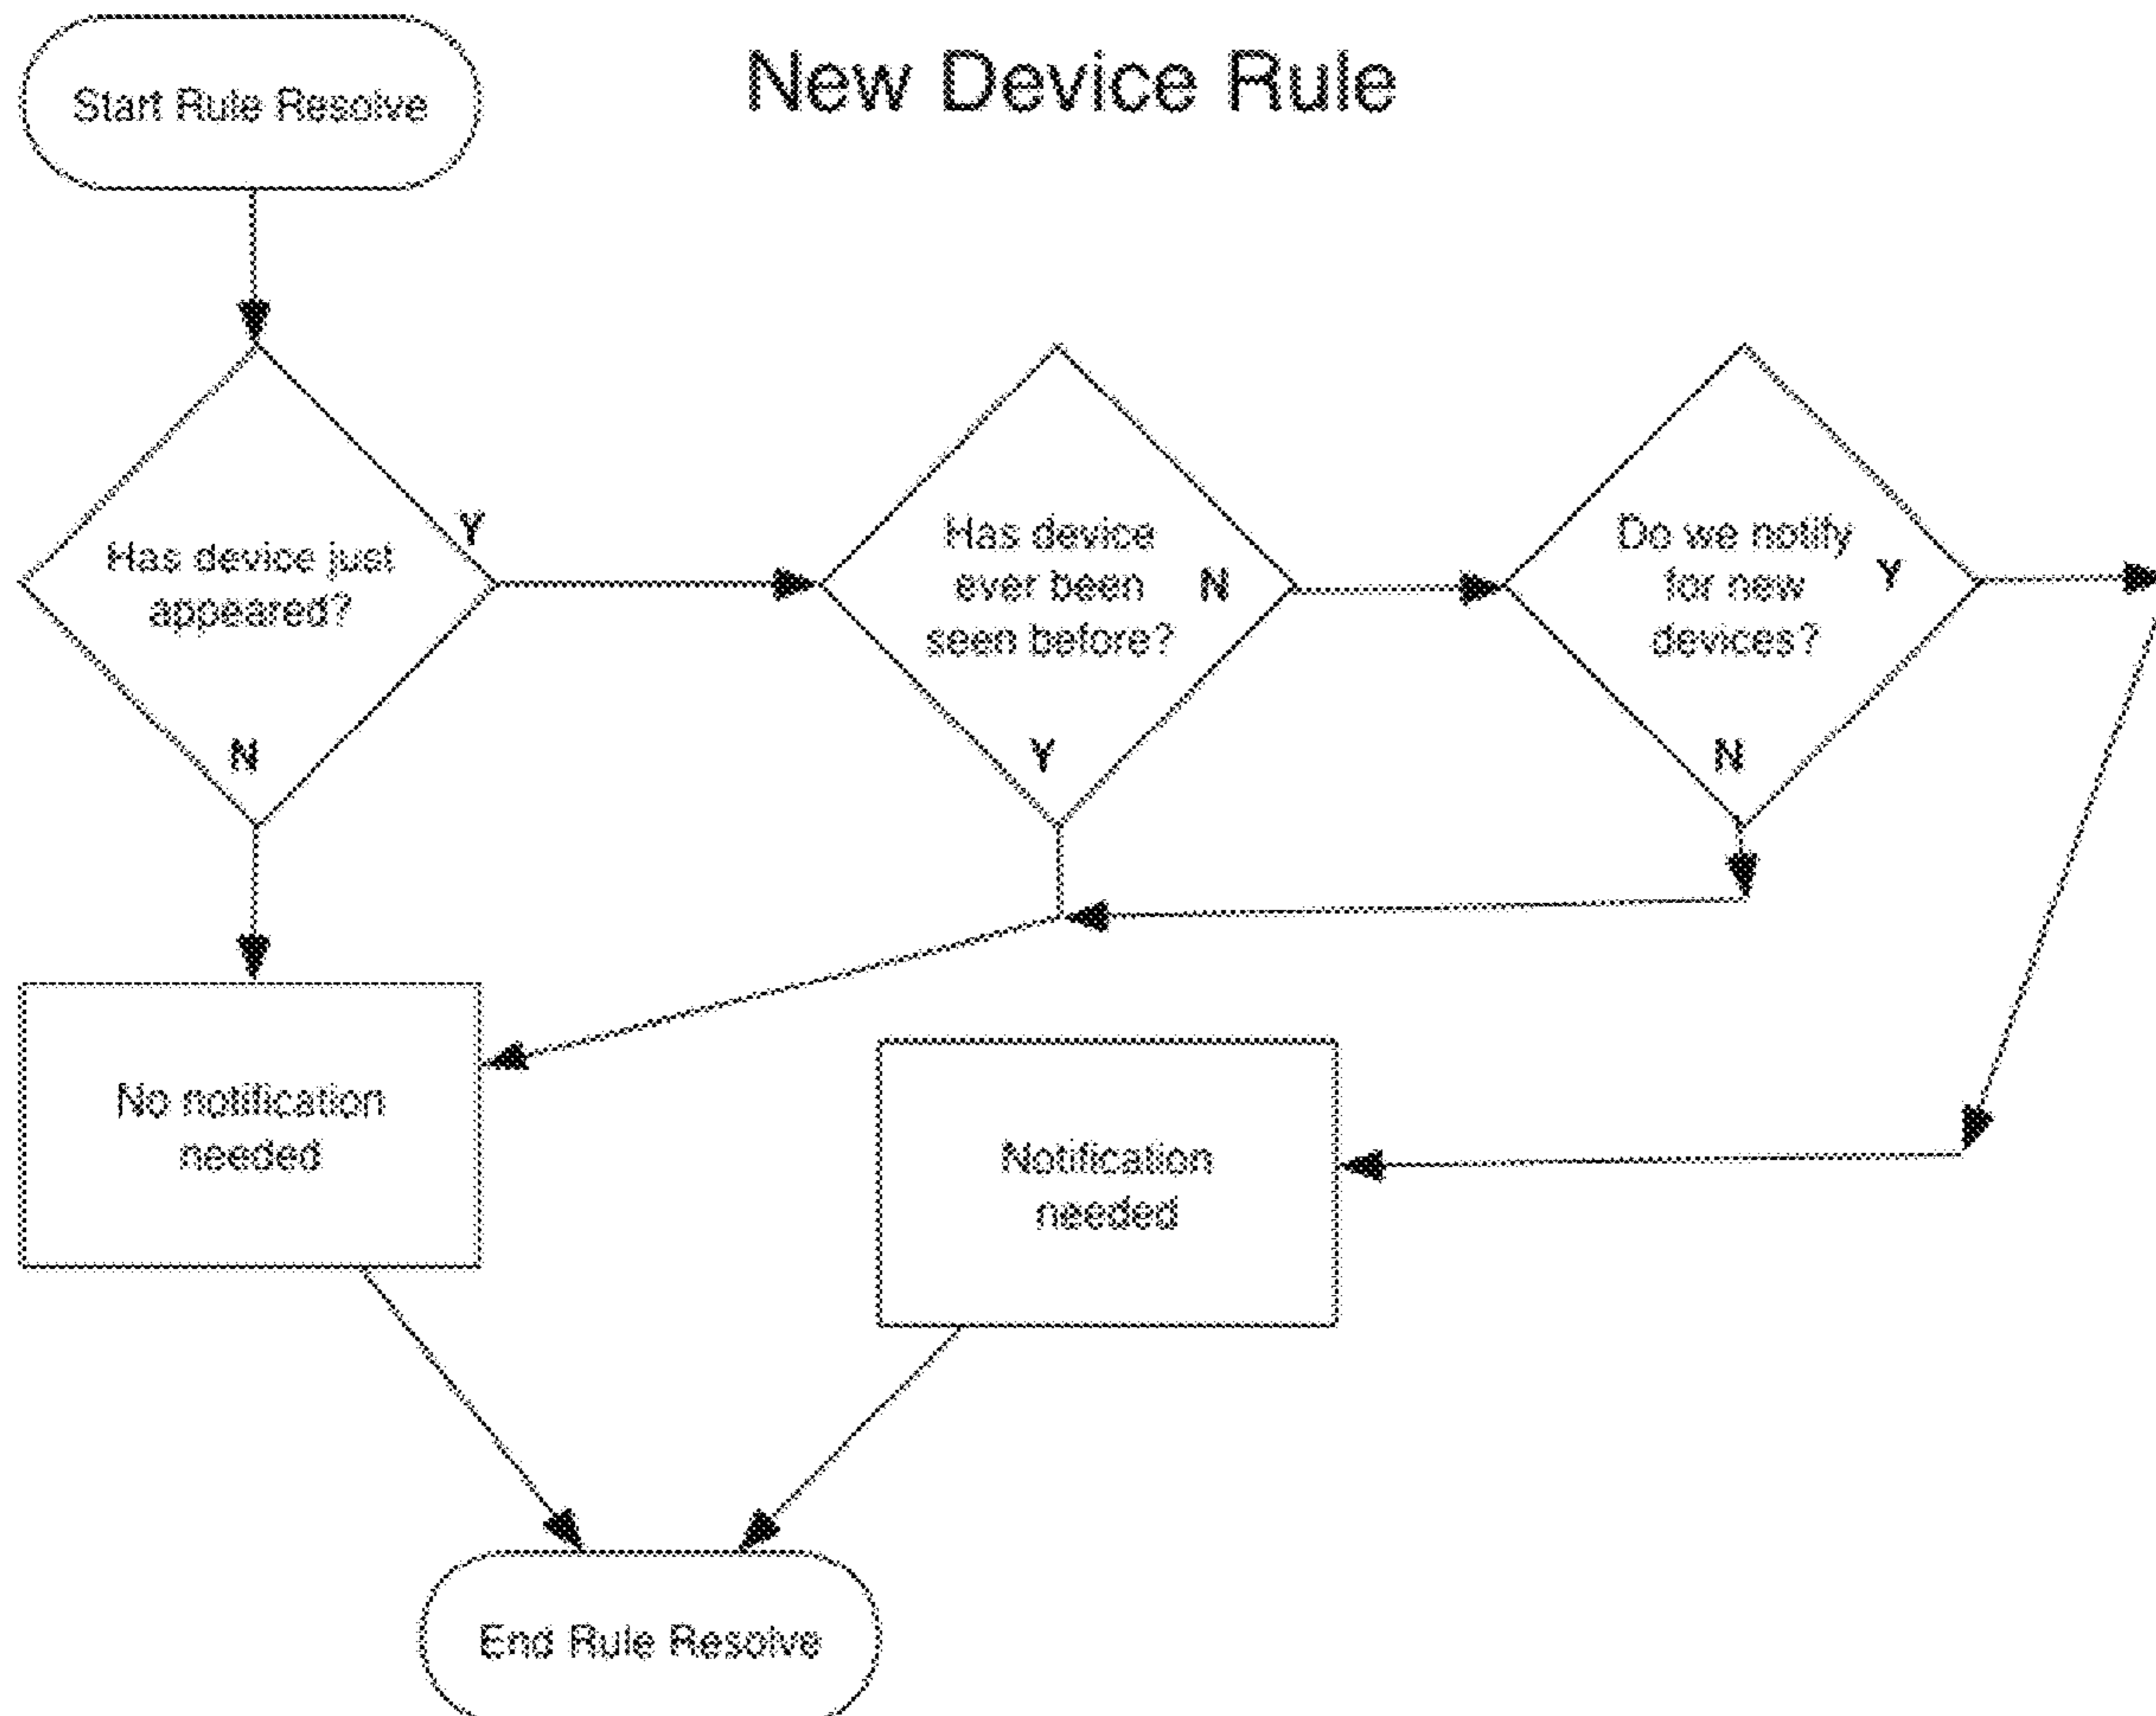 New Device Rule
Start Rule Resolve
Has device just
appeared?
Y
N
Has device
ever been
seen before?
N
Y
Do we notify
for new
devices?
Y
N
No notification
needed
Notification
needed
End Rule Resolve